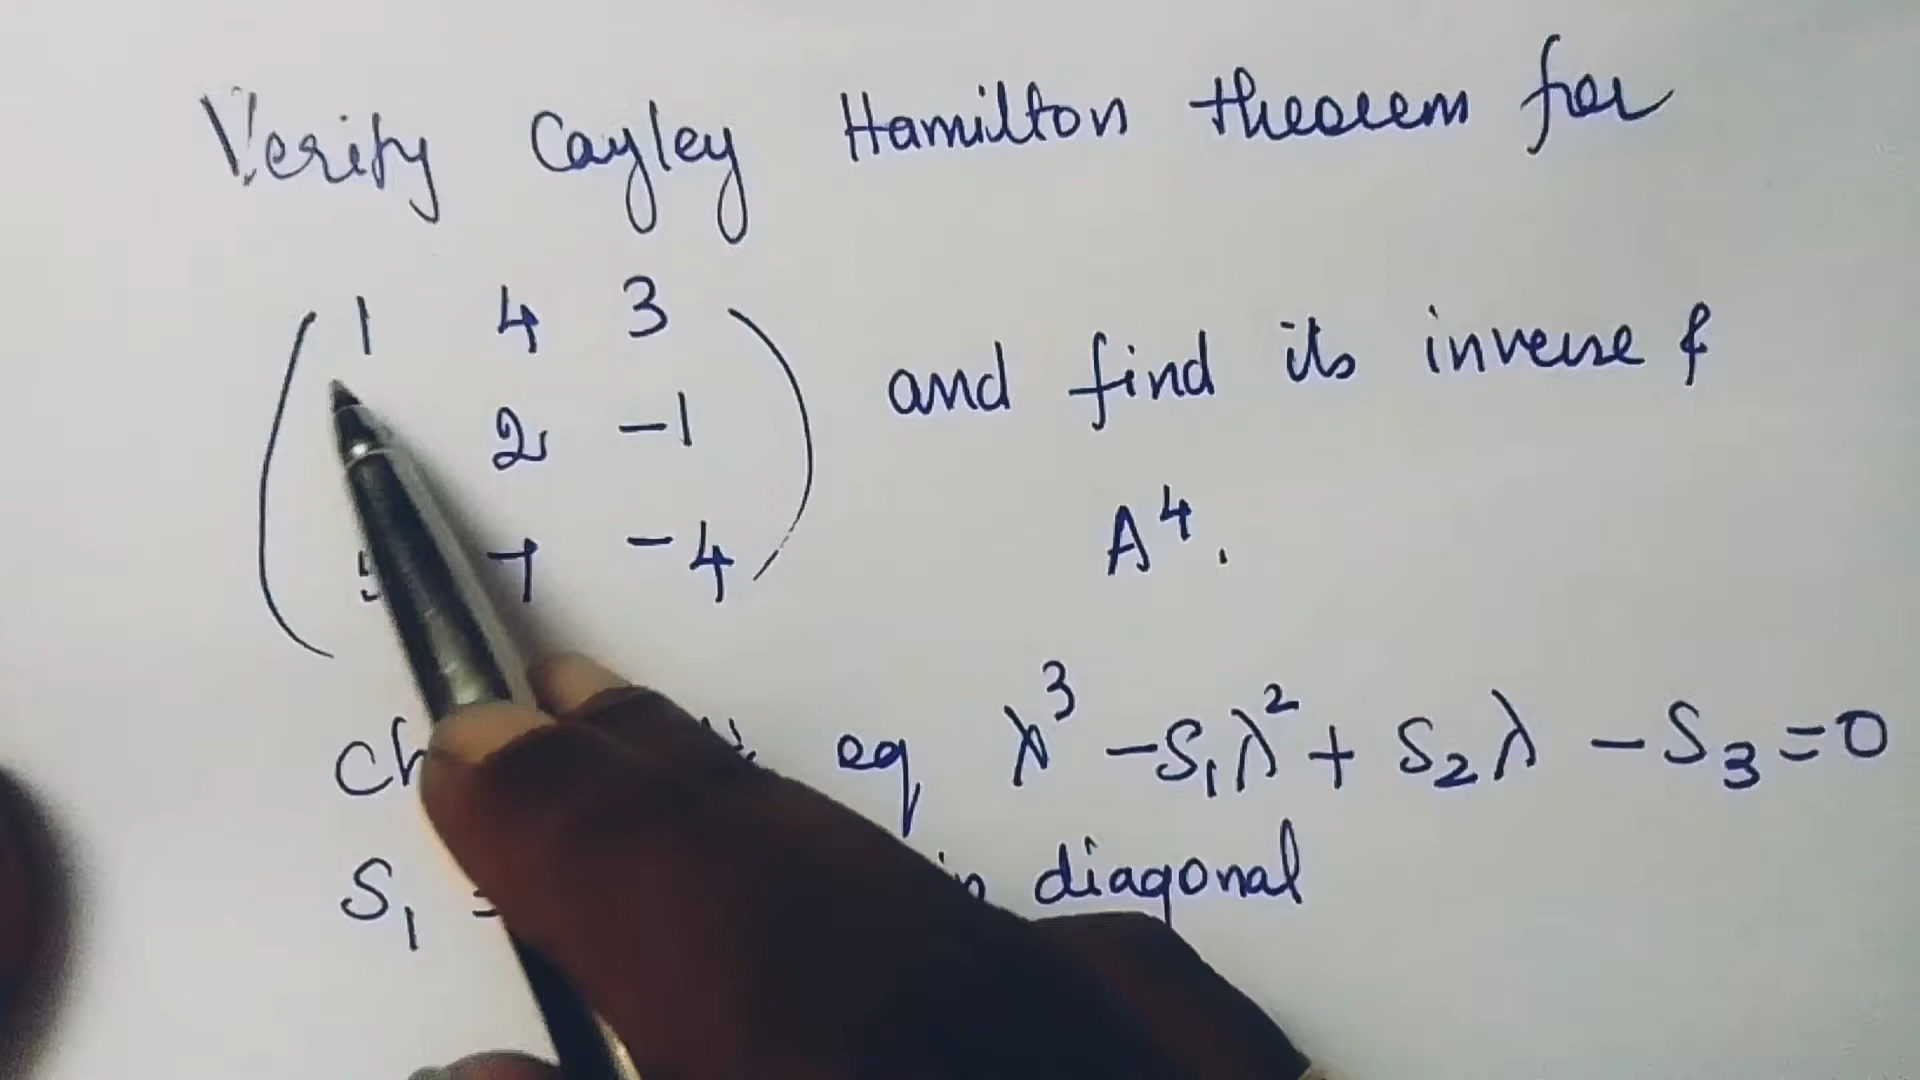 Verify Cayley Hamilton theorem for
1 4 3
2 -1 and find its inverse &
-4 A⁴.
eq λ³ - S₁λ² + S₂λ - S₃ = 0
S₁ = diagonal